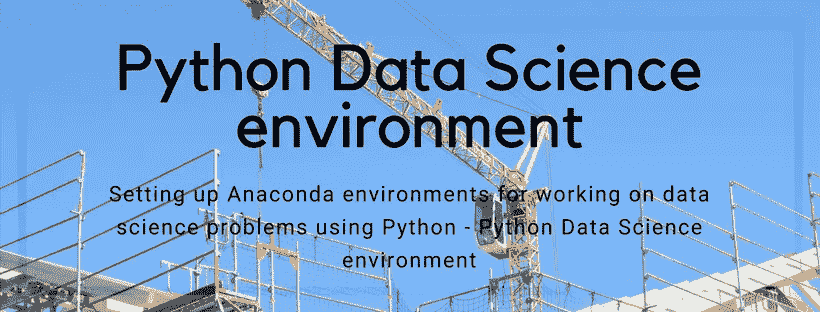 Python Data Science
environment
Setting up Anaconda environments for working on data
science problems using Python - Python Data Science
environment